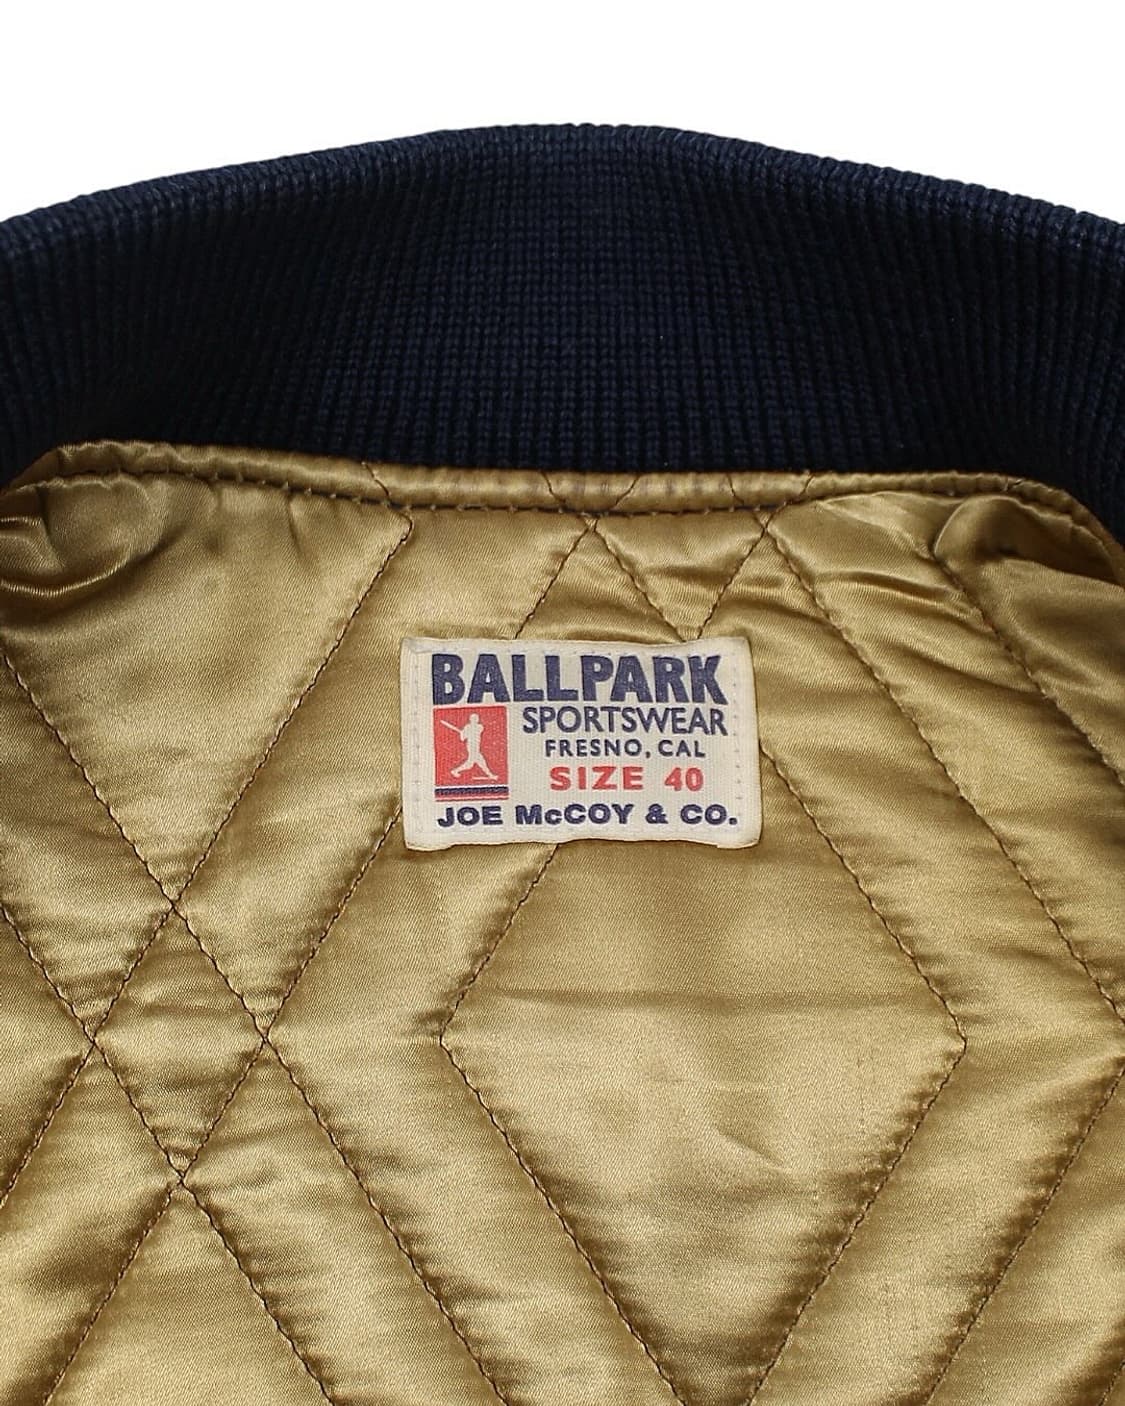 BALLPARK
SPORTSWEAR
FRESNO, CAL
SIZE 40
JOE McCOY & CO.